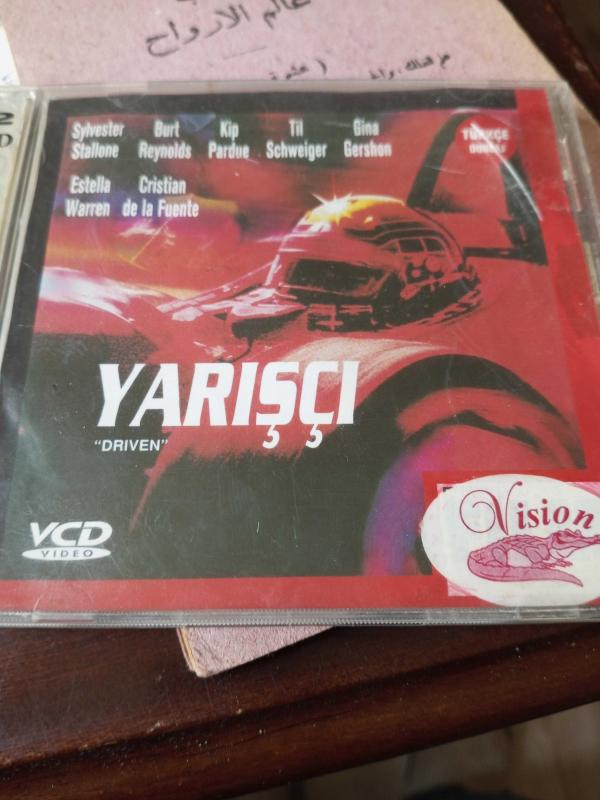 عالم الارواح
2
D
Sylvester Burt Kip Til Gina
Stallone Reynolds Pardue Schweiger Gershon
Estella Cristian
Warren de la Fuente
TÜRKÇE
YARIŞÇI
"DRIVEN"
VCD
VIDEO
Vision